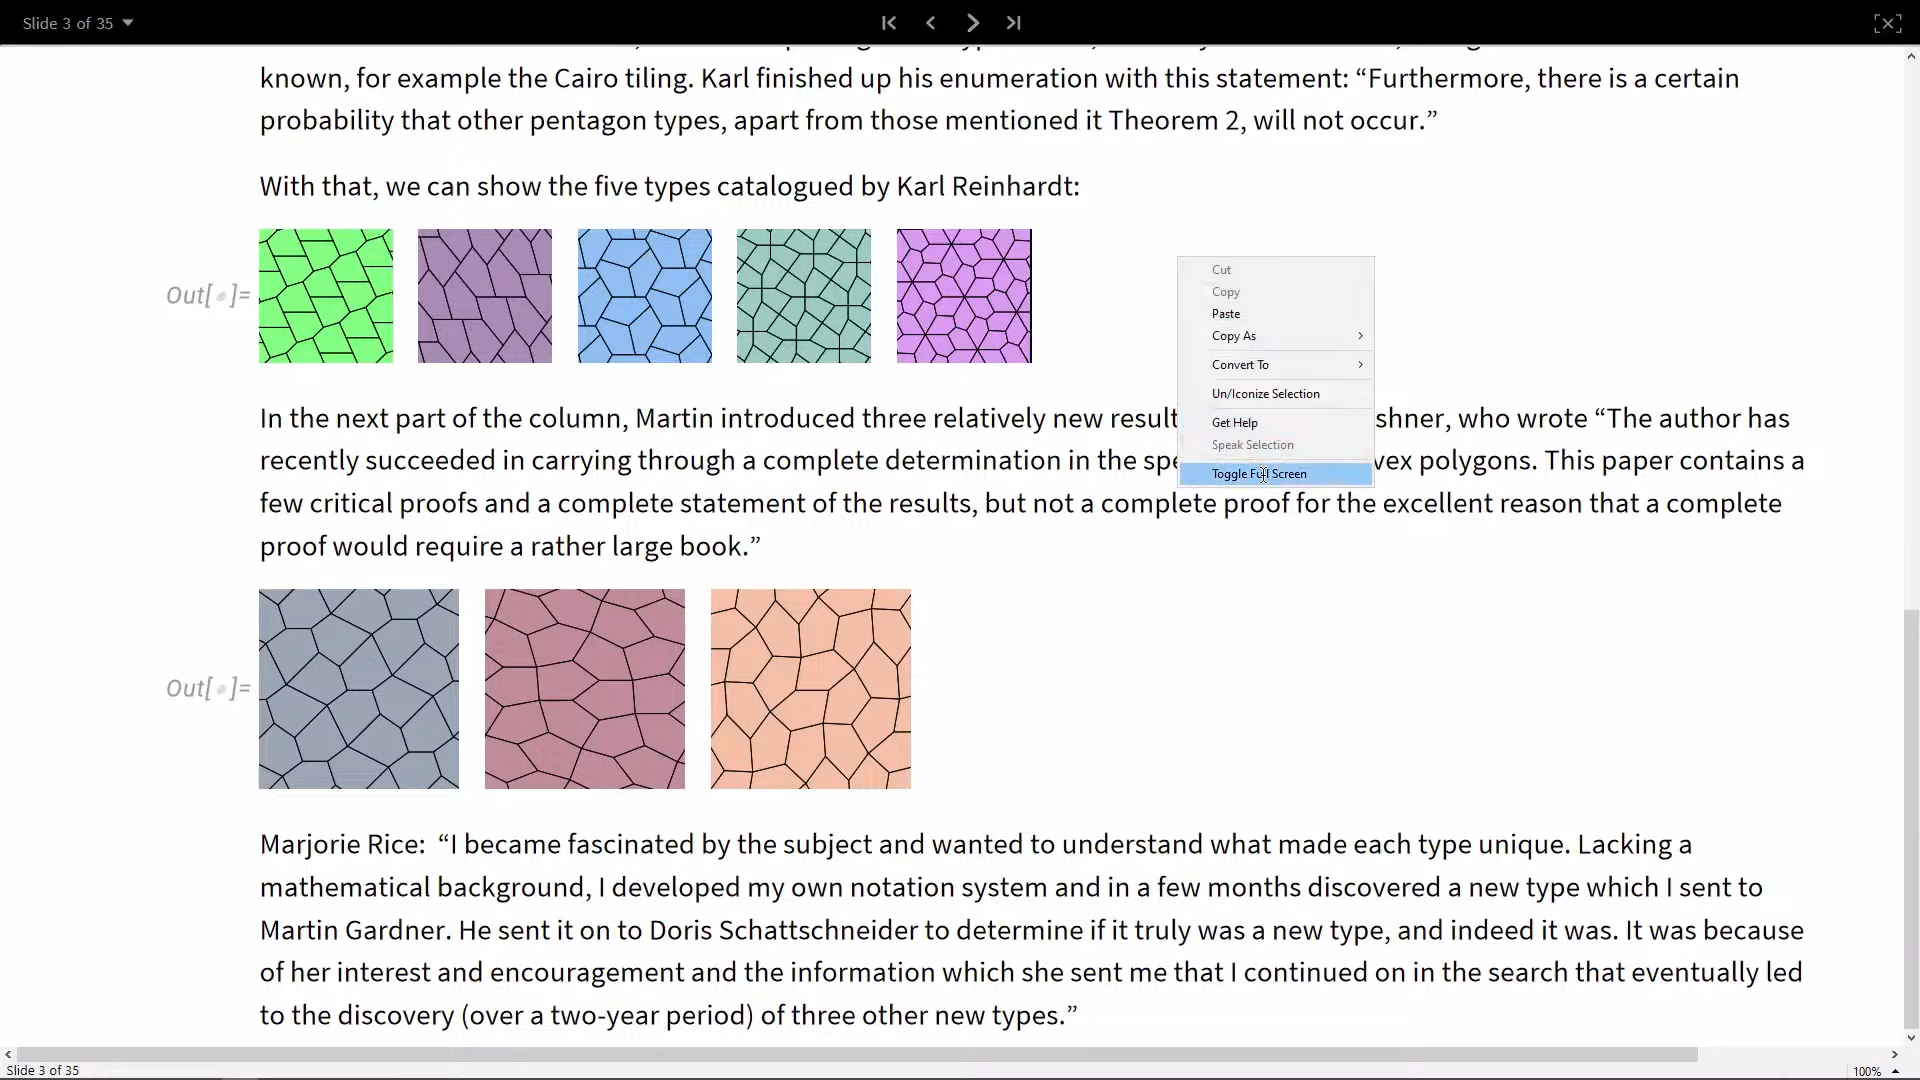 Slide 3 of 35
known, for example the Cairo tiling. Karl finished up his enumeration with this statement: “Furthermore, there is a certain
probability that other pentagon types, apart from those mentioned it Theorem 2, will not occur.”
With that, we can show the five types catalogued by Karl Reinhardt:
Out[ ]=
Cut
Copy
Paste
Copy As
Convert To
Un/Iconize Selection
Get Help
Speak Selection
Toggle Full Screen
In the next part of the column, Martin introduced three relatively new result shner, who wrote “The author has
recently succeeded in carrying through a complete determination in the spe vex polygons. This paper contains a
few critical proofs and a complete statement of the results, but not a complete proof for the excellent reason that a complete
proof would require a rather large book.”
Out[ ]=
Marjorie Rice: “I became fascinated by the subject and wanted to understand what made each type unique. Lacking a
mathematical background, I developed my own notation system and in a few months discovered a new type which I sent to
Martin Gardner. He sent it on to Doris Schattschneider to determine if it truly was a new type, and indeed it was. It was because
of her interest and encouragement and the information which she sent me that I continued on in the search that eventually led
to the discovery (over a two-year period) of three other new types.”
Slide 3 of 35
100%